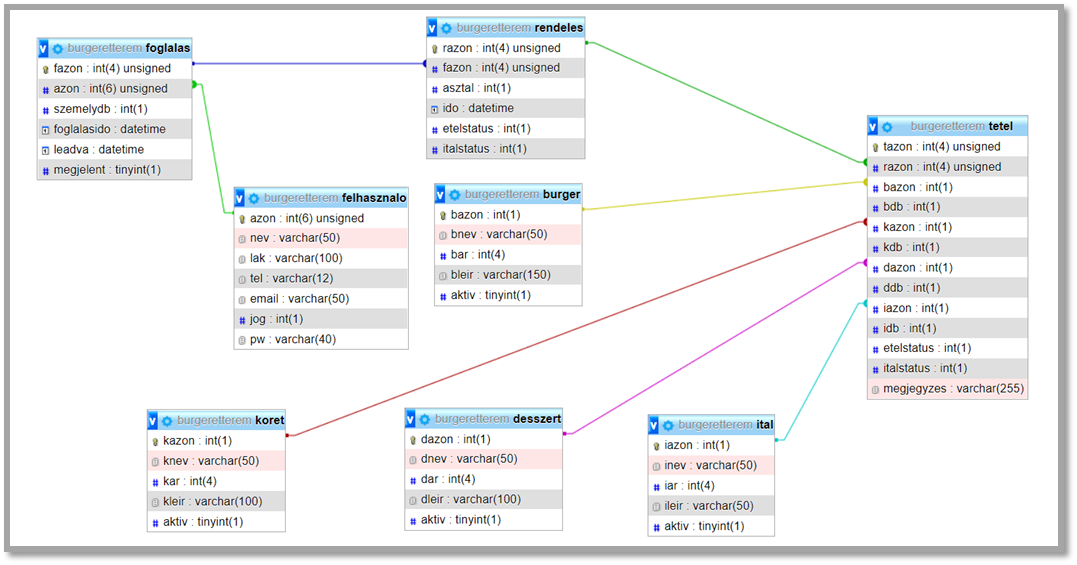 burgeretterem foglalas
fazon : int(4) unsigned
azon : int(6) unsigned
szemelydb : int(1)
foglalasido : datetime
leadva : datetime
megjelent : tinyint(1)
burgeretterem rendeles
razon : int(4) unsigned
fazon : int(4) unsigned
asztal : int(1)
ido : datetime
etelstatus : int(1)
italstatus : int(1)
burgeretterem tetel
tazon : int(4) unsigned
razon : int(4) unsigned
bazon : int(1)
bdb : int(1)
kazon : int(1)
kdb : int(1)
dazon : int(1)
ddb : int(1)
iazon : int(1)
idb : int(1)
etelstatus : int(1)
italstatus : int(1)
megjegyzes : varchar(255)
burgeretterem felhasznalo
azon : int(6) unsigned
nev : varchar(50)
lak : varchar(100)
tel : varchar(12)
email : varchar(50)
jog : int(1)
pw : varchar(40)
burgeretterem burger
bazon : int(1)
bnev : varchar(50)
bar : int(4)
bleir : varchar(150)
aktiv : tinyint(1)
burgeretterem koret
kazon : int(1)
knev : varchar(50)
kar : int(4)
kleir : varchar(100)
aktiv : tinyint(1)
burgeretterem desszert
dazon : int(1)
dnev : varchar(50)
dar : int(4)
dleir : varchar(100)
aktiv : tinyint(1)
burgeretterem ital
iazon : int(1)
inev : varchar(50)
iar : int(4)
ileir : varchar(50)
aktiv : tinyint(1)